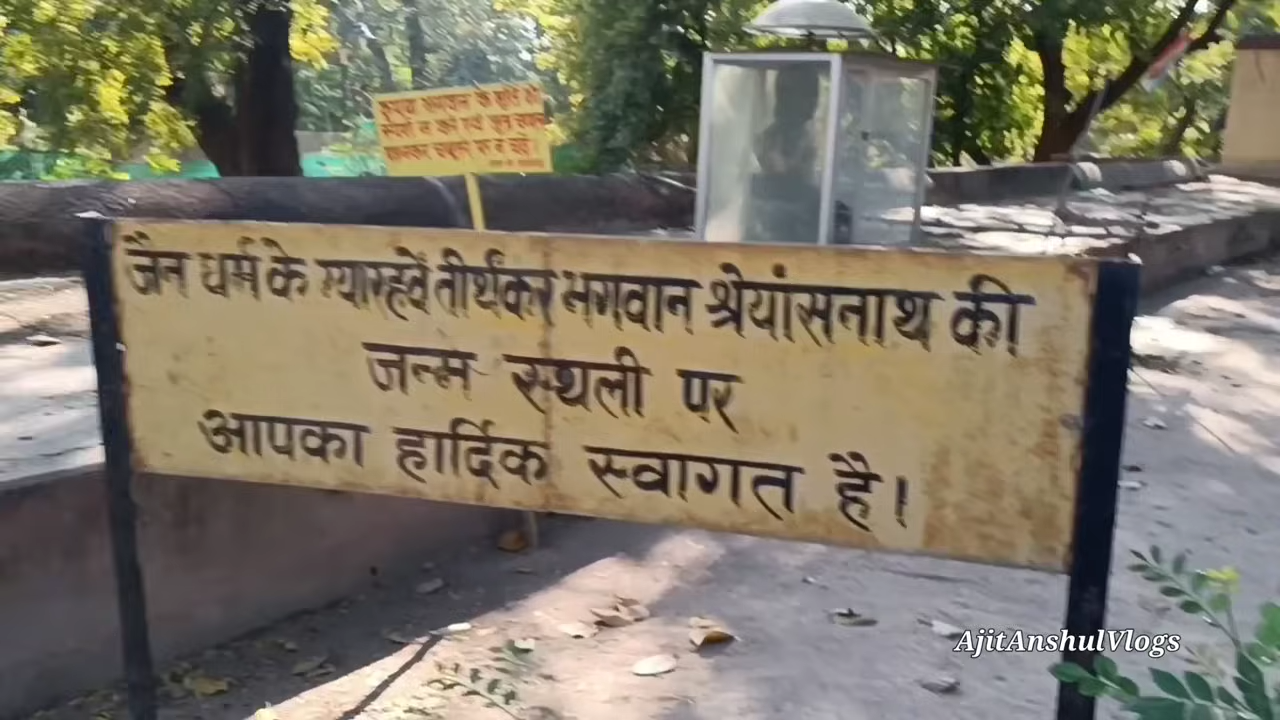 जैन धर्म के ग्यारहवें तीर्थंकर भगवान श्रेयांसनाथ की
जन्म स्थली पर
आपका हार्दिक स्वागत है।
AjitAnshulVlogs